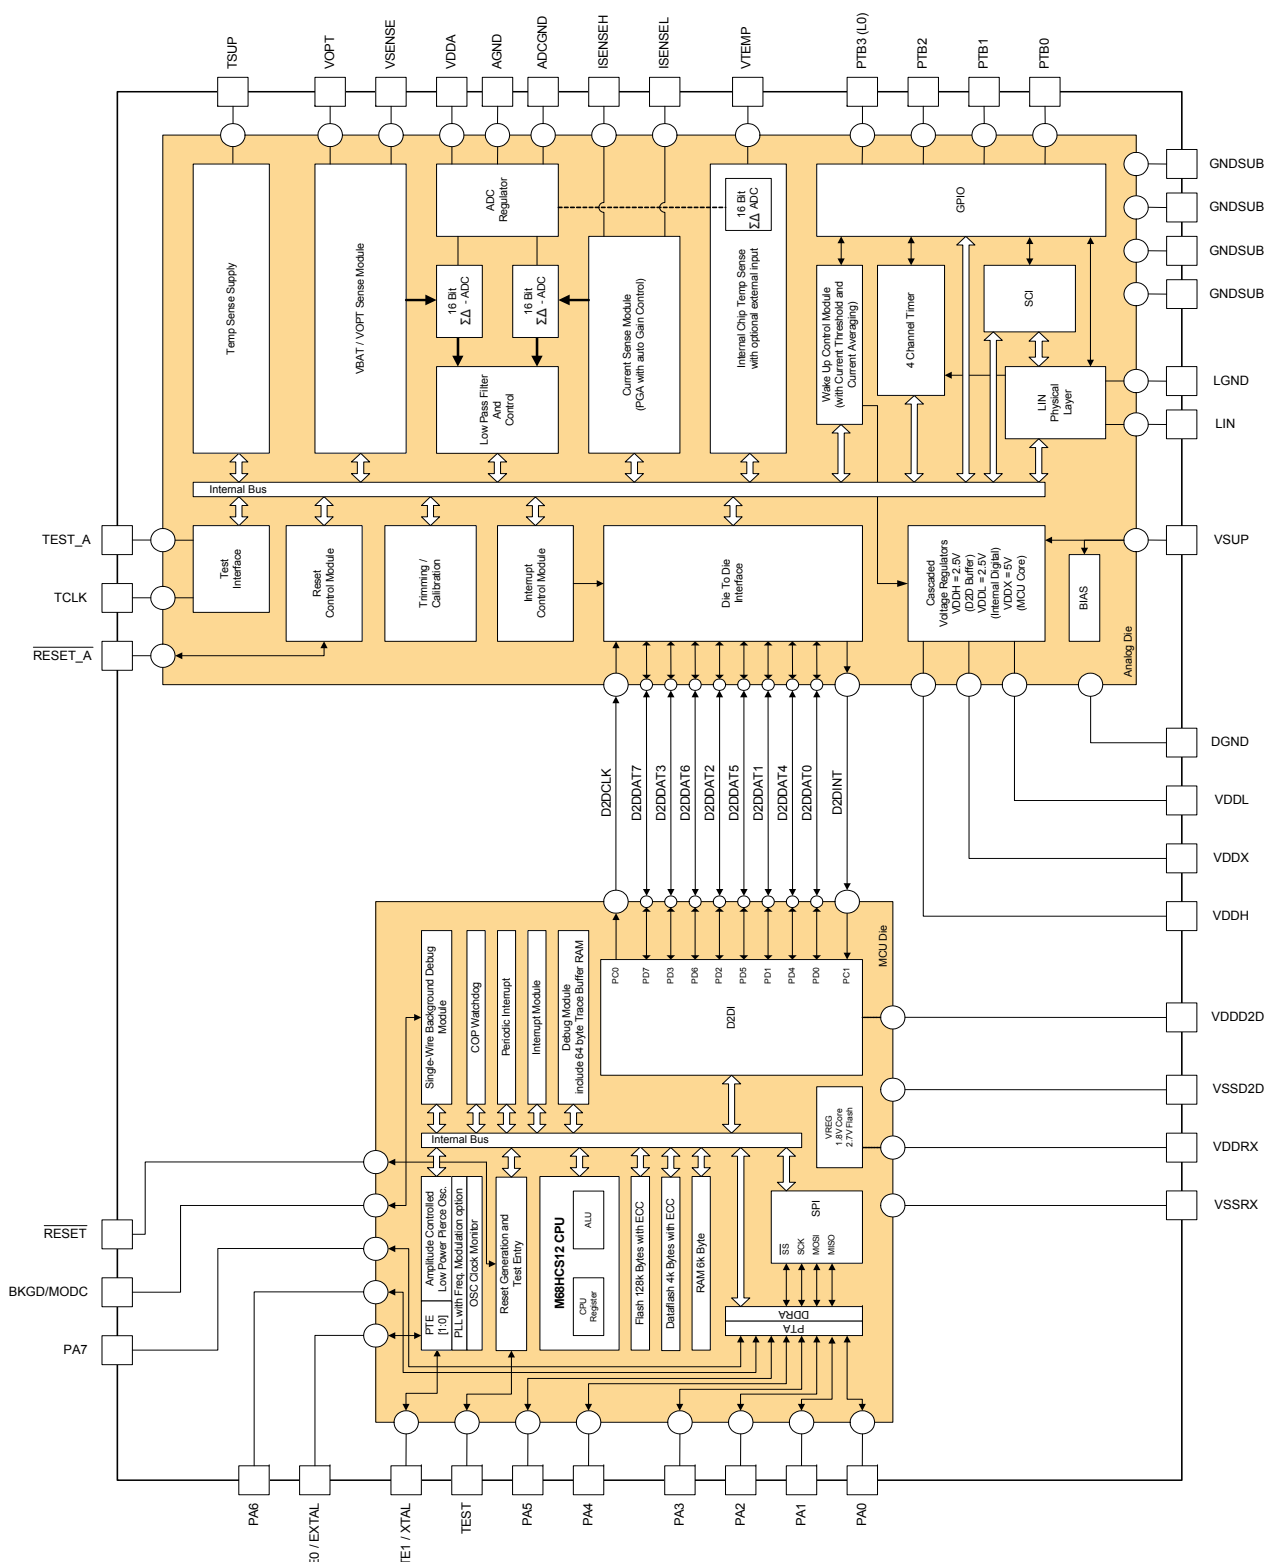 TSUP
VOPT
VSENSE
VDDA
AGND
ADCGND
ISENSEH
ISENSEL
VTEMP
PTB3 (L0)
PTB2
PTB1
PTB0
GNDSUB
GNDSUB
GNDSUB
GNDSUB
LGND
LIN
VSUP
DGND
VDDL
VDDX
VDDH
VDDD2D
VSSD2D
VDDRX
VSSRX
TEST_A
TCLK
RESET_A
Temp Sense Supply
VBAT / VOPT Sense Module
ADC
Regulator
16 Bit
ΣΔ - ADC
16 Bit
ΣΔ - ADC
Low Pass Filter
And
Control
Current Sense Module
(PGA with auto Gain Control)
16 Bit
ΣΔ ADC
Internal Chip Temp Sense
with optional external input
GPIO
Wake Up Control Module
(with Current Threshold and
Current Averaging)
4 Channel Timer
SCI
LIN
Physical
Layer
Internal Bus
Test
Interface
Reset
Control Module
Trimming /
Calibration
Interrupt
Control Module
Die To Die
Interface
Cascaded
Voltage Regulators
VDDH = 2.5V
(D2D Buffer)
VDDL = 2.5V
(Internal Digital)
VDDX = 5V
(MCU Core)
BIAS
Analog Die
D2DCLK
D2DDAT7
D2DDAT3
D2DDAT6
D2DDAT2
D2DDAT5
D2DDAT1
D2DDAT4
D2DDAT0
D2DINT
MCU Die
Single-Wire Background Debug
Module
COP Watchdog
Periodic Interrupt
Interrupt Module
Debug Module
include 64 byte Trace Buffer RAM
PC0
PD7
PD3
PD6
PD2
PD5
PD1
PD4
PD0
PC1
D2DI
VREG
1.8V Core
2.7V Flash
Internal Bus
Amplitude Controlled
Low Power Pierce Osc.
PTE
[1:0]
PLL with Freq. Modulation option
OSC Clock Monitor
Reset Generation and
Test Entry
M68HCS12 CPU
ALU
CPU
Register
Flash 128k Bytes with ECC
Dataflash 4k Bytes with ECC
RAM 6k Byte
SPI
SS
SCK
MOSI
MISO
DDRA
PTA
RESET
BKGD/MODC
PA7
PA6
E0 / EXTAL
TE1 / XTAL
TEST
PA5
PA4
PA3
PA2
PA1
PA0